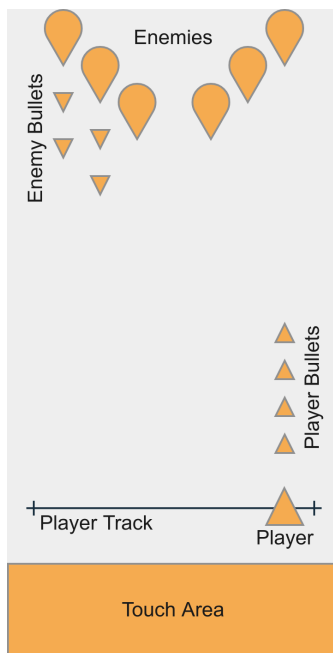 Enemies
Enemy Bullets
Player Bullets
Player Track
Player
Touch Area